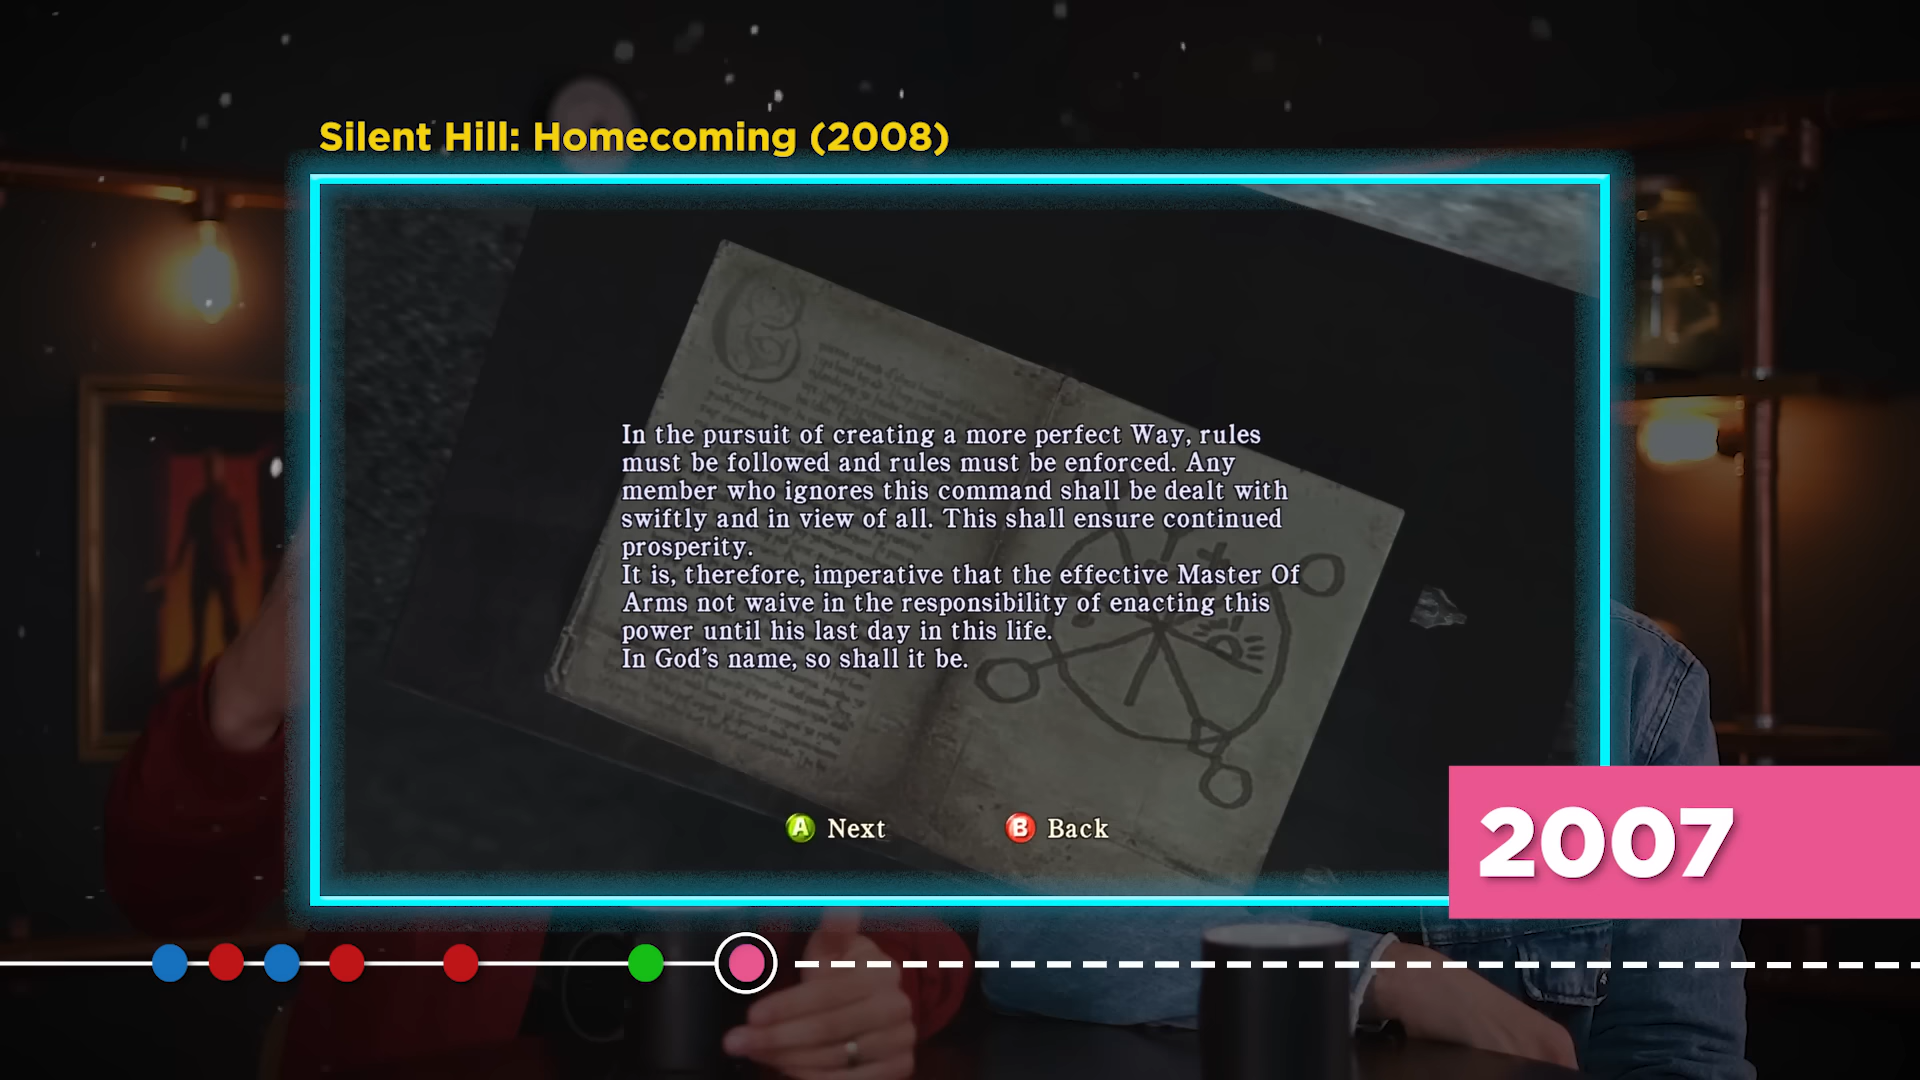 Silent Hill: Homecoming (2008)
In the pursuit of creating a more perfect Way, rules
must be followed and rules must be enforced. Any
member who ignores this command shall be dealt with
swiftly and in view of all. This shall ensure continued
prosperity.
It is, therefore, imperative that the effective Master Of
Arms not waive in the responsibility of enacting this
power until his last day in this life.
In God's name, so shall it be.
A Next
B Back
2007